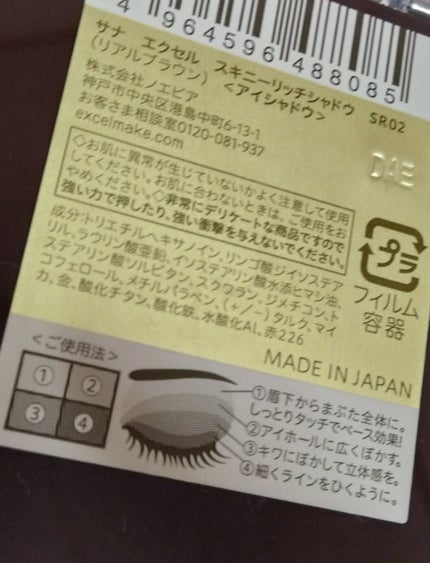 4 964596 488085
サナ エクセル スキニーリッチシャドウ SR02
(リアルブラウン) <アイシャドウ>
株式会社ノエビア
神戸市中央区港島中町6-13-1
お客さま相談室0120-081-937
excelmake.com
◇お肌に異常が生じていないかよく注意して使用
してください。お肌に合わないときは、ご使用をお
やめください。◇非常にデリケートな商品ですので
強い力で押したり、強い衝撃を与えないでください。
成分:トリエチルヘキサノイン、リンゴ酸ジイソステア
リル、ラウリン酸亜鉛、イソステアリン酸水添ヒマシ油、
ステアリン酸ソルビタン、スクワラン、ジメチコン、ト
コフェロール、メチルパラベン、(+/-)タルク、マイ
カ、金、酸化チタン、酸化鉄、水酸化Al、赤226
プラ
フィルム
容器
MADE IN JAPAN
<ご使用法>
① ②
③ ④
①眉下からまぶた全体に。
しっとりタッチでベース効果!
②アイホールに広くぼかす。
③キワにぼかして立体感を。
④細くラインをひくように。